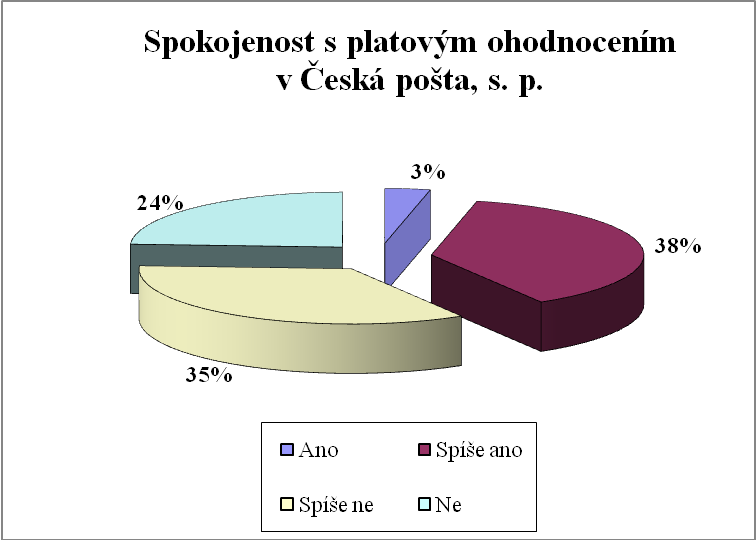 Spokojenost s platovým ohodnocením
v Česká pošta, s. p.
3%
24%
38%
35%
Ano
Spíše ano
Spíše ne
Ne